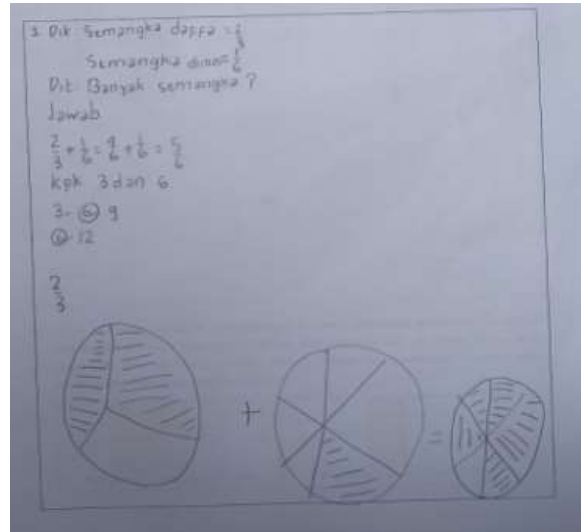 1. Dik Semangka daffa = 2/3
Semangka dina = 1/6
Dit Banyak semangka?
Jawab
2/3 + 1/6 = 4/6 + 1/6 = 5/6
kpk 3 dan 6
3 - 6 9
6 - 12
2/3
+ =